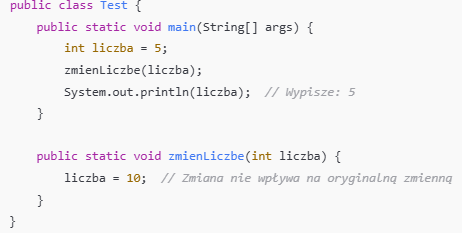 public class Test {
    public static void main(String[] args) {
        int liczba = 5;
        zmienLiczbe(liczba);
        System.out.println(liczba);  // Wypisze: 5
    }

    public static void zmienLiczbe(int liczba) {
        liczba = 10;  // Zmiana nie wpływa na oryginalną zmienną
    }
}